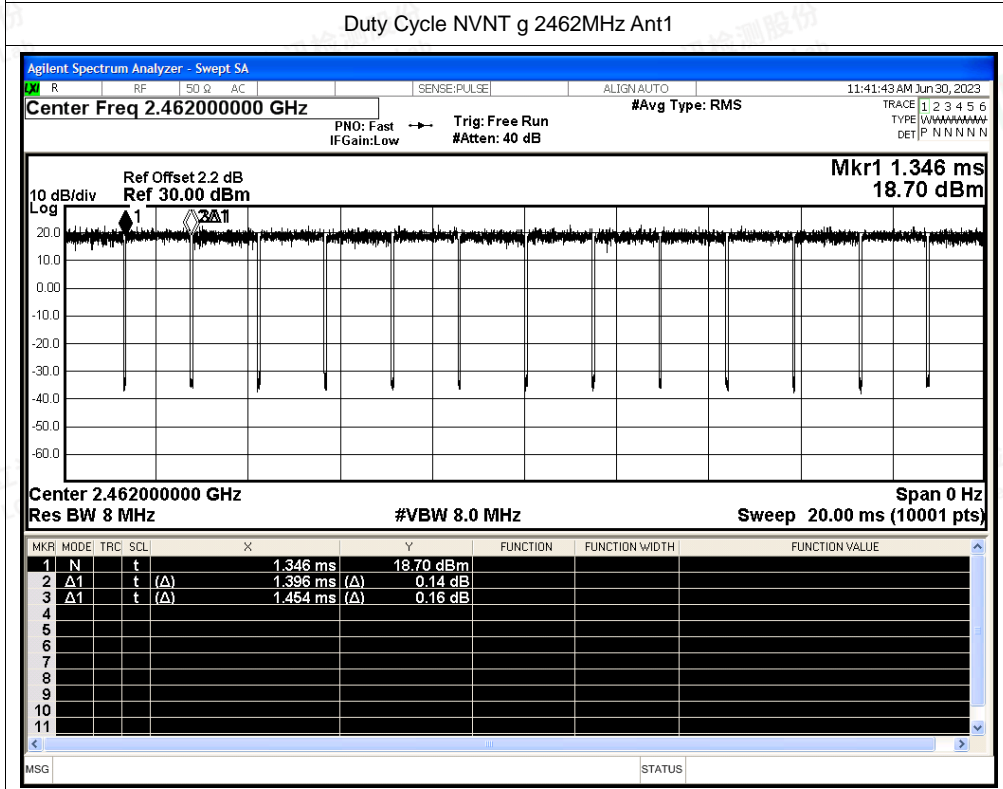 Duty Cycle NVNT g 2462MHz Ant1
Agilent Spectrum Analyzer - Swept SA
LXI R RF 50 Ω AC SENSE:PULSE ALIGN AUTO 11:41:43 AM Jun 30, 2023
Center Freq 2.462000000 GHz #Avg Type: RMS TRACE 1 2 3 4 5 6
PNO: Fast Trig: Free Run TYPE WWWWWW
IFGain:Low #Atten: 40 dB DET P N N N N N
Mkr1 1.346 ms
Ref Offset 2.2 dB
10 dB/div Ref 30.00 dBm 18.70 dBm
Log
1 2Δ1 3Δ1
20.0
10.0
0.00
-10.0
-20.0
-30.0
-40.0
-50.0
-60.0
Center 2.462000000 GHz Span 0 Hz
Res BW 8 MHz #VBW 8.0 MHz Sweep 20.00 ms (10001 pts)
MKR MODE TRC SCL X Y FUNCTION FUNCTION WIDTH FUNCTION VALUE
1 N t 1.346 ms 18.70 dBm
2 Δ1 t (Δ) 1.396 ms (Δ) 0.14 dB
3 Δ1 t (Δ) 1.454 ms (Δ) 0.16 dB
4
5
6
7
8
9
10
11
MSG STATUS